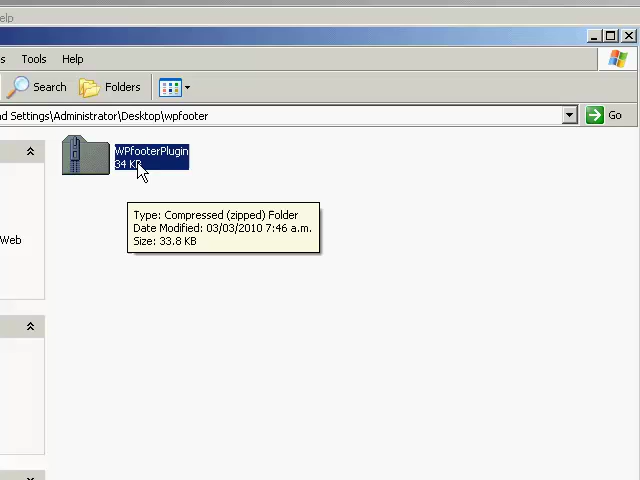 elp
s Tools Help
Search Folders
nd Settings\Administrator\Desktop\wpfooter Go
WPfooterPlugin
34 KB
Type: Compressed (zipped) Folder
Date Modified: 03/03/2010 7:46 a.m.
Size: 33.8 KB
Web